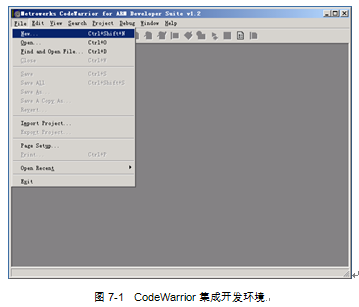 Metrowerks CodeWarrior for ARM Developer Suite v1.2
File Edit View Search Project Debug Window Help
New... Ctrl+Shift+N
Open... Ctrl+O
Find and Open File... Ctrl+D
Close Ctrl+W
Save Ctrl+S
Save All Ctrl+Shift+S
Save As...
Save A Copy As...
Revert
Import Project...
Export Project...
Page Setup...
Print... Ctrl+P
Open Recent
Exit
图 7-1 CodeWarrior 集成开发环境